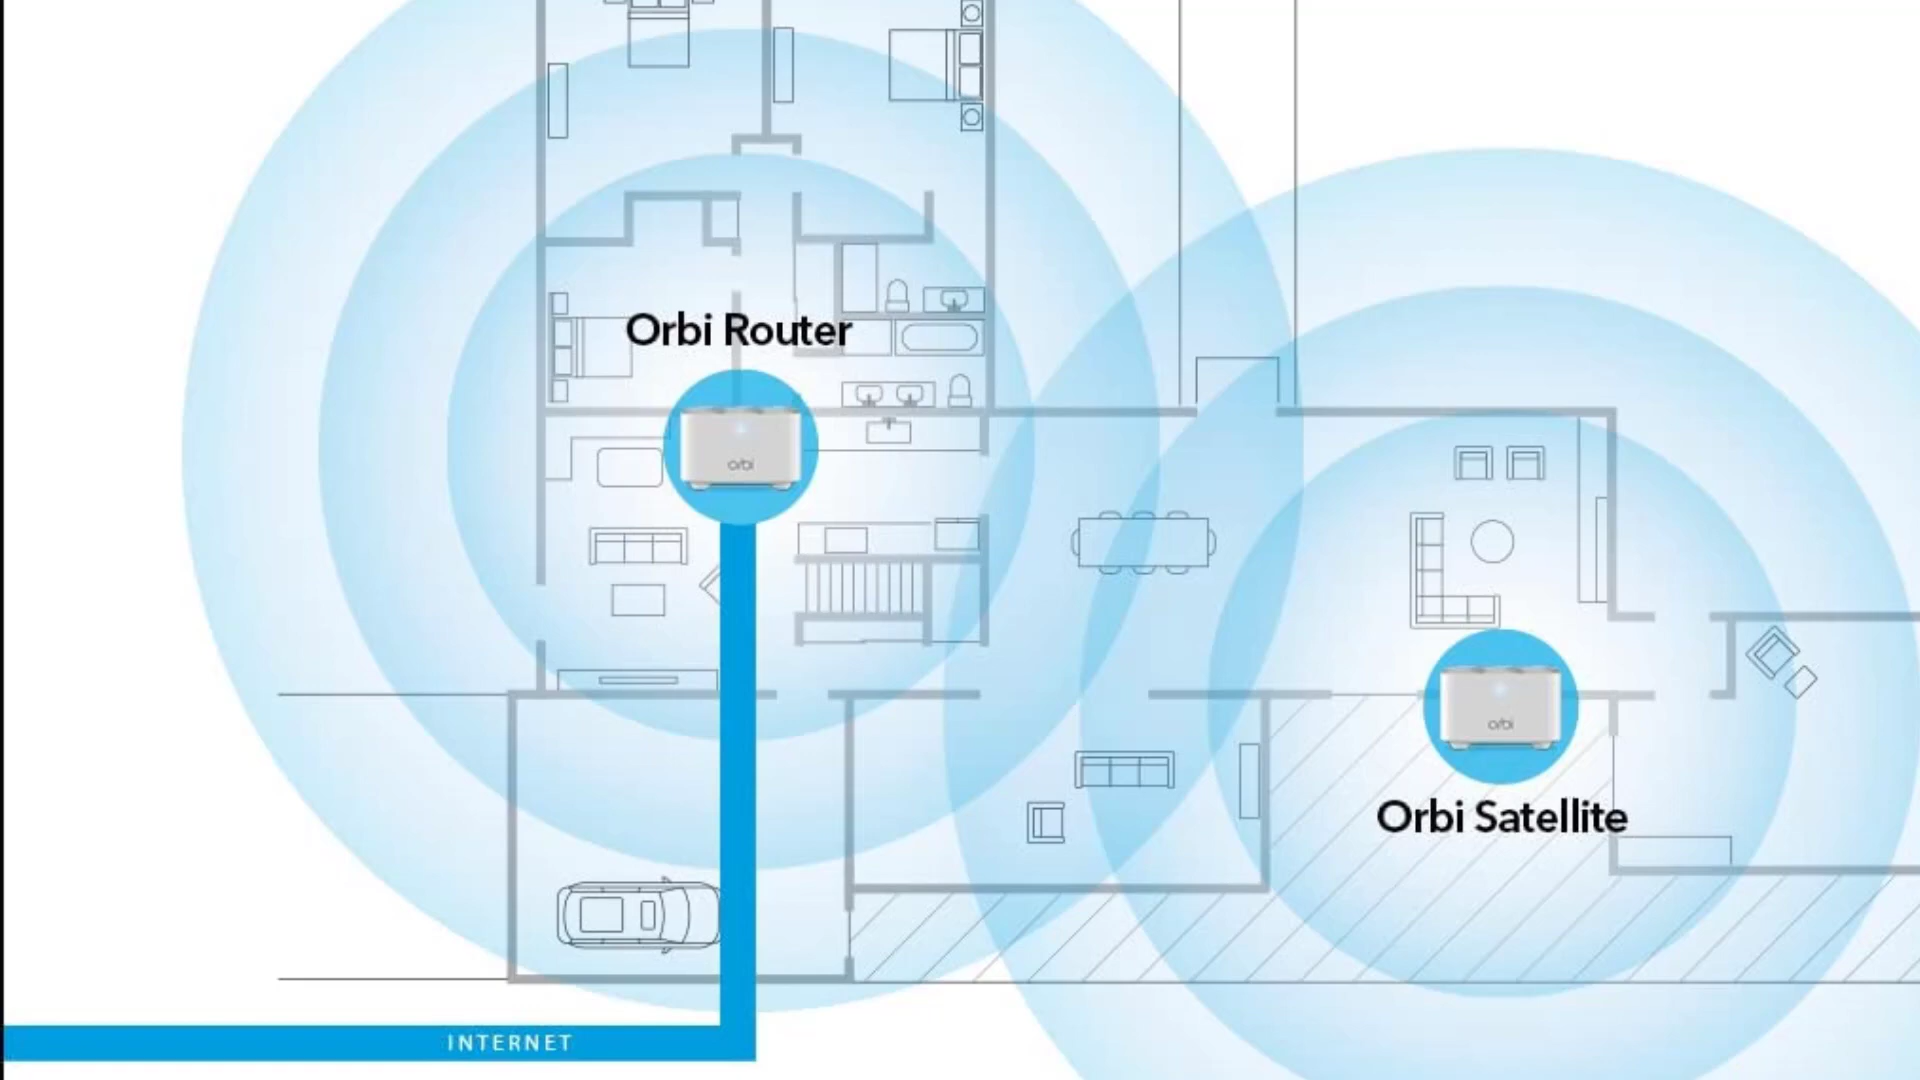 Orbi Router
orbi
orbi
Orbi Satellite
INTERNET